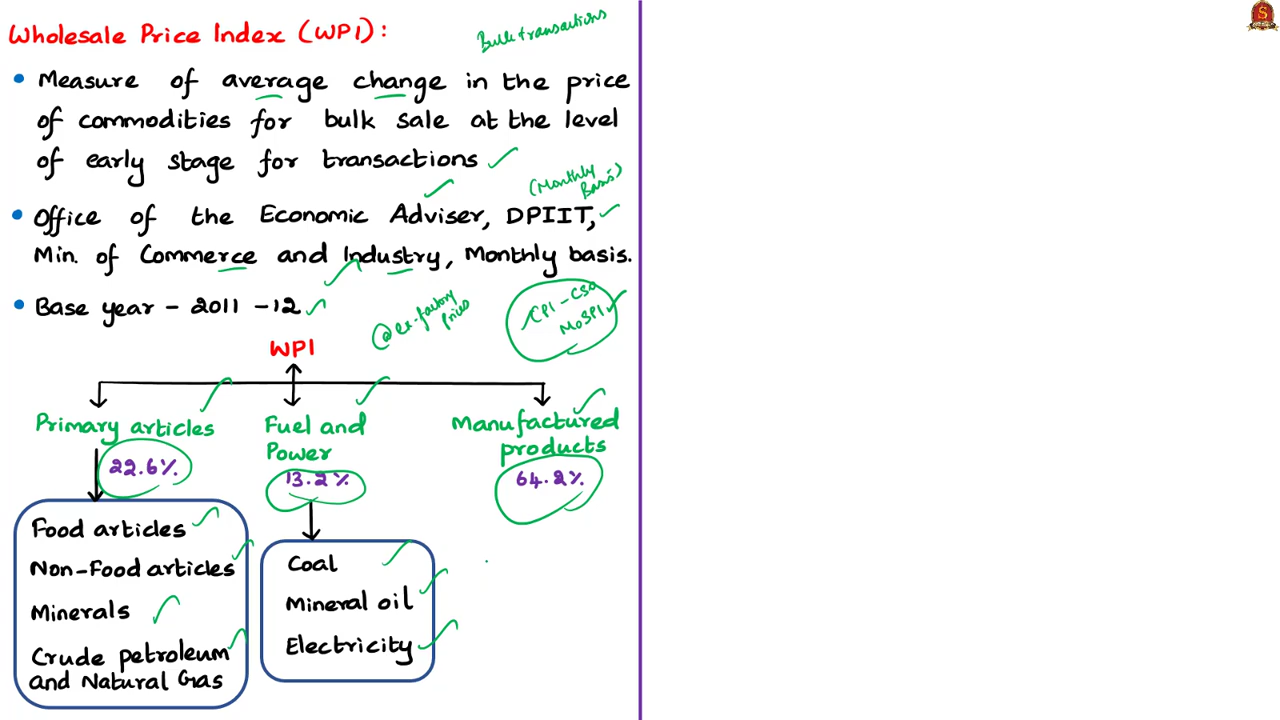 Wholesale Price Index (WPI):
Bulk transactions
• Measure of average change in the price
of commodities for bulk sale at the level
of early stage for transactions
(Monthly
Basis)
• Office of the Economic Adviser, DPIIT,
Min. of Commerce and Industry, Monthly basis.
• Base year - 2011 -12
@ ex-factory
prices
CPI - CSO
MoSPI
WPI
Primary articles
22.6%
Fuel and
Power
13.2%
Manufactured
products
64.2%
Food articles
Non-Food articles
Minerals
Crude petroleum
and Natural Gas
Coal
Mineral oil
Electricity